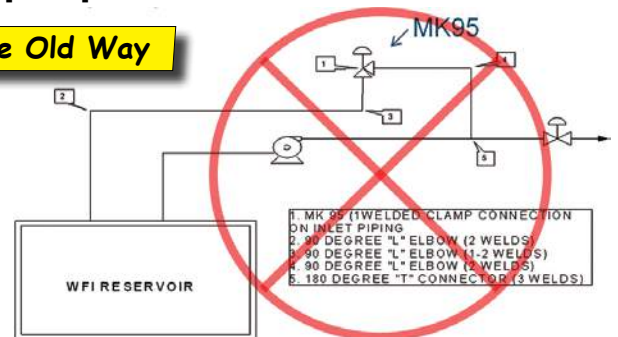 e Old Way
MK95
1
4
2
3
5
1. MK 95 (1WELDED CLAMP CONNECTION
ON INLET PIPING
2. 90 DEGREE "L" ELBOW (2 WELDS)
3. 90 DEGREE "L" ELBOW (1-2 WELDS)
4. 90 DEGREE "L" ELBOW (2 WELDS)
5. 180 DEGREE "T" CONNECTOR (3 WELDS)
WFI RESERVOIR